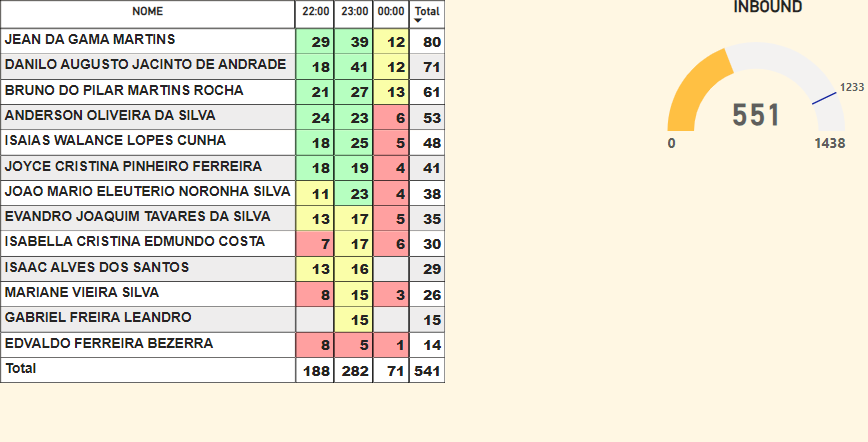 NOME 22:00 23:00 00:00 Total
JEAN DA GAMA MARTINS 29 39 12 80
DANILO AUGUSTO JACINTO DE ANDRADE 18 41 12 71
BRUNO DO PILAR MARTINS ROCHA 21 27 13 61
ANDERSON OLIVEIRA DA SILVA 24 23 6 53
ISAIAS WALANCE LOPES CUNHA 18 25 5 48
JOYCE CRISTINA PINHEIRO FERREIRA 18 19 4 41
JOAO MARIO ELEUTERIO NORONHA SILVA 11 23 4 38
EVANDRO JOAQUIM TAVARES DA SILVA 13 17 5 35
ISABELLA CRISTINA EDMUNDO COSTA 7 17 6 30
ISAAC ALVES DOS SANTOS 13 16 29
MARIANE VIEIRA SILVA 8 15 3 26
GABRIEL FREIRA LEANDRO 15 15
EDVALDO FERREIRA BEZERRA 8 5 1 14
Total 188 282 71 541
INBOUND
1233
551
0 1438